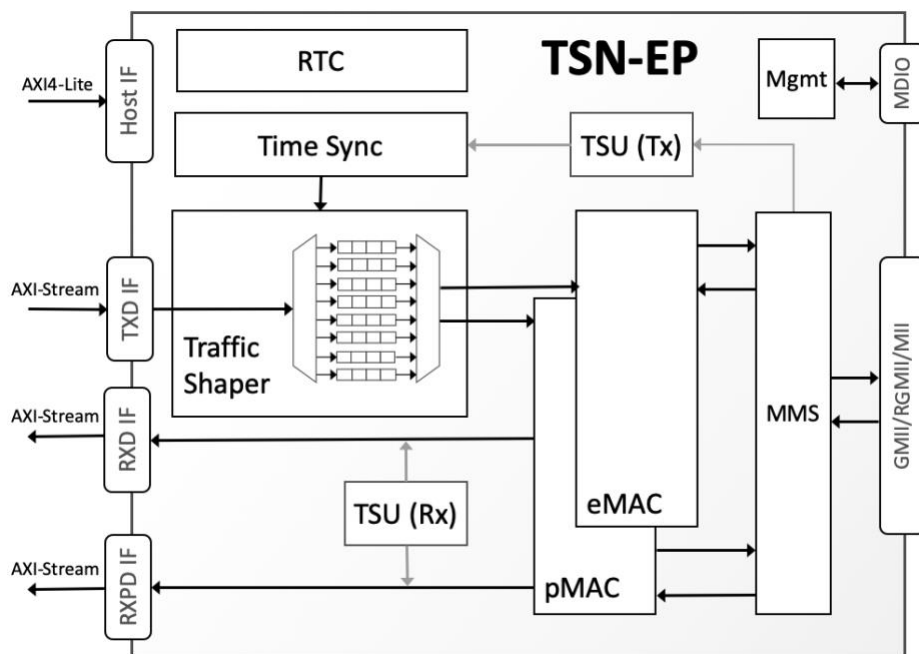 TSN-EP
RTC
Mgmt
MDIO
AXI4-Lite
Host IF
Time Sync
TSU (Tx)
AXI-Stream
TXD IF
Traffic
Shaper
GMII/RGMII/MII
MMS
AXI-Stream
RXD IF
TSU (Rx)
eMAC
AXI-Stream
RXPD IF
pMAC